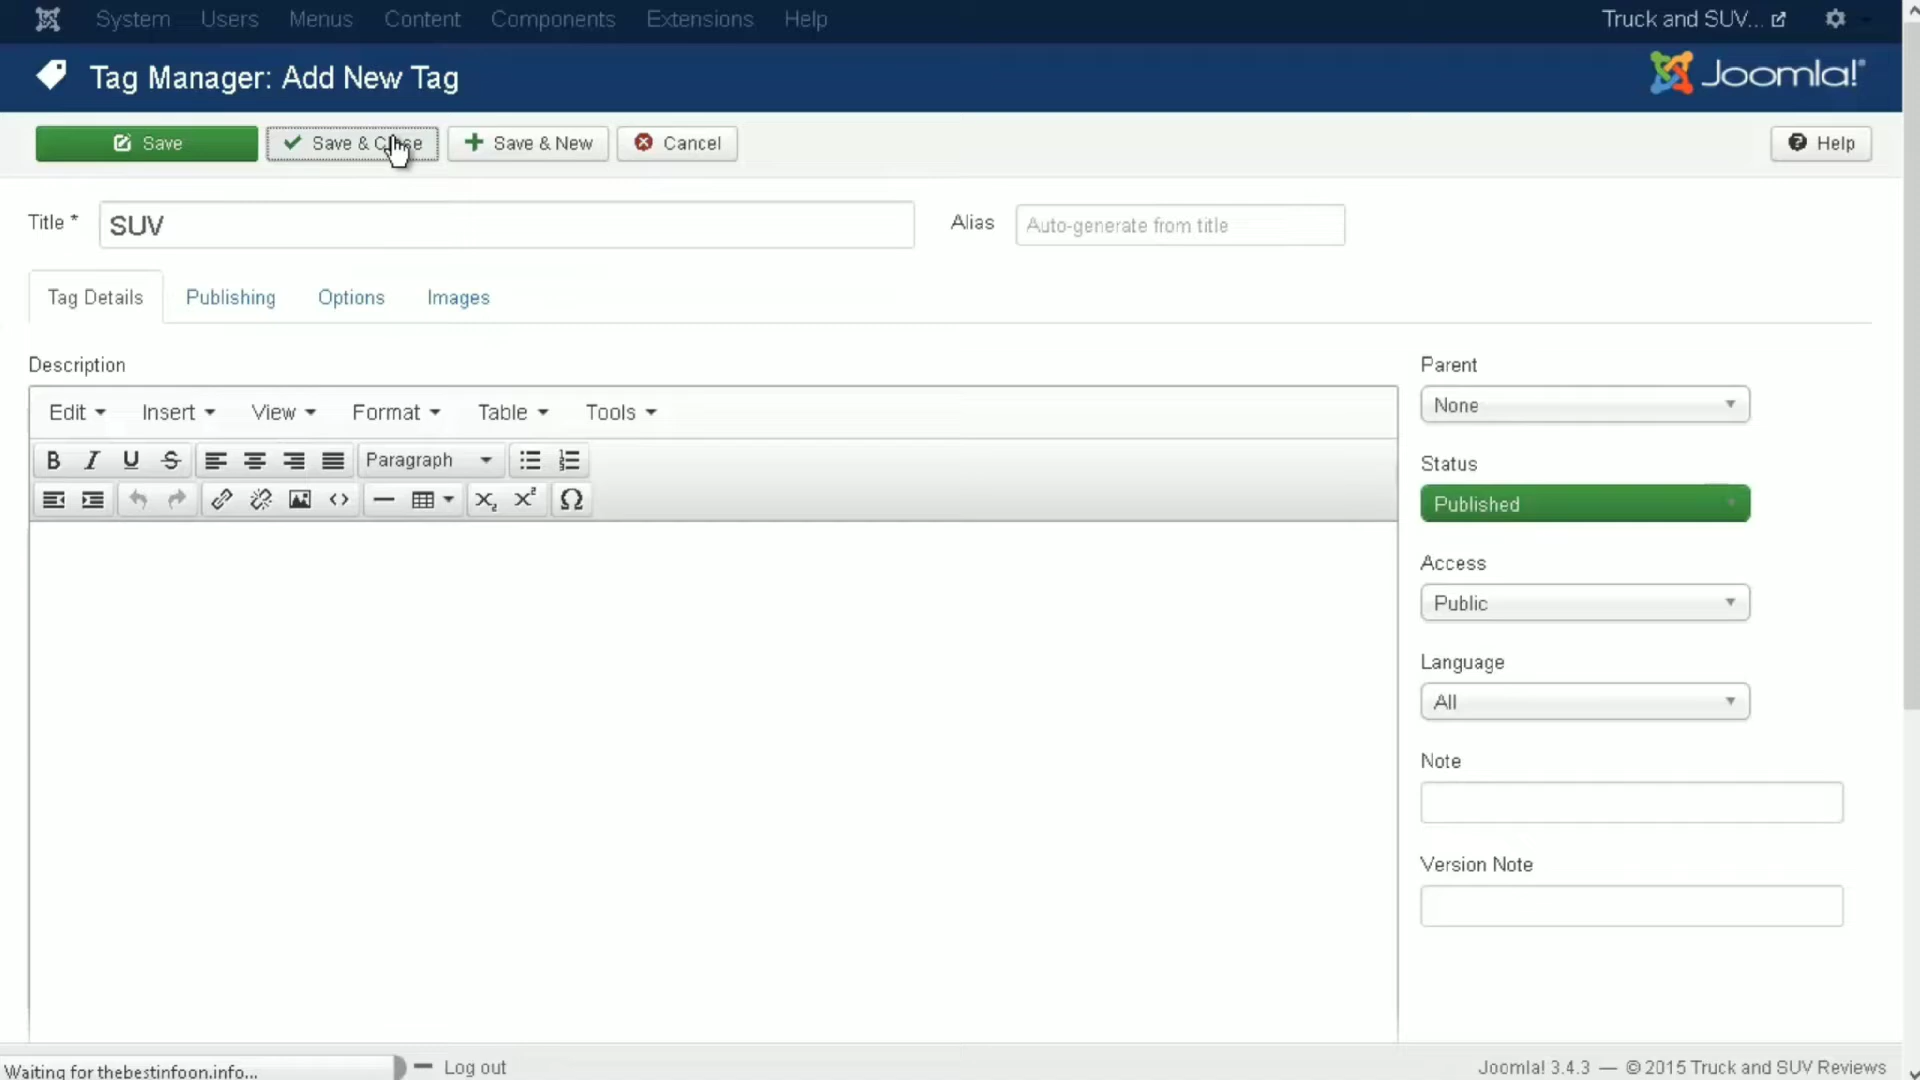 System Users Menus Content Components Extensions Help Truck and SUV...
Tag Manager: Add New Tag Joomla!®
Save Save & Close Save & New Cancel Help
Title * SUV Alias Auto-generate from title
Tag Details Publishing Options Images
Description Parent
Edit Insert View Format Table Tools None
Paragraph Status
Published
Access
Public
Language
All
Note
Version Note
Waiting for thebestinfoon.info... Log out Joomla! 3.4.3 — © 2015 Truck and SUV Reviews